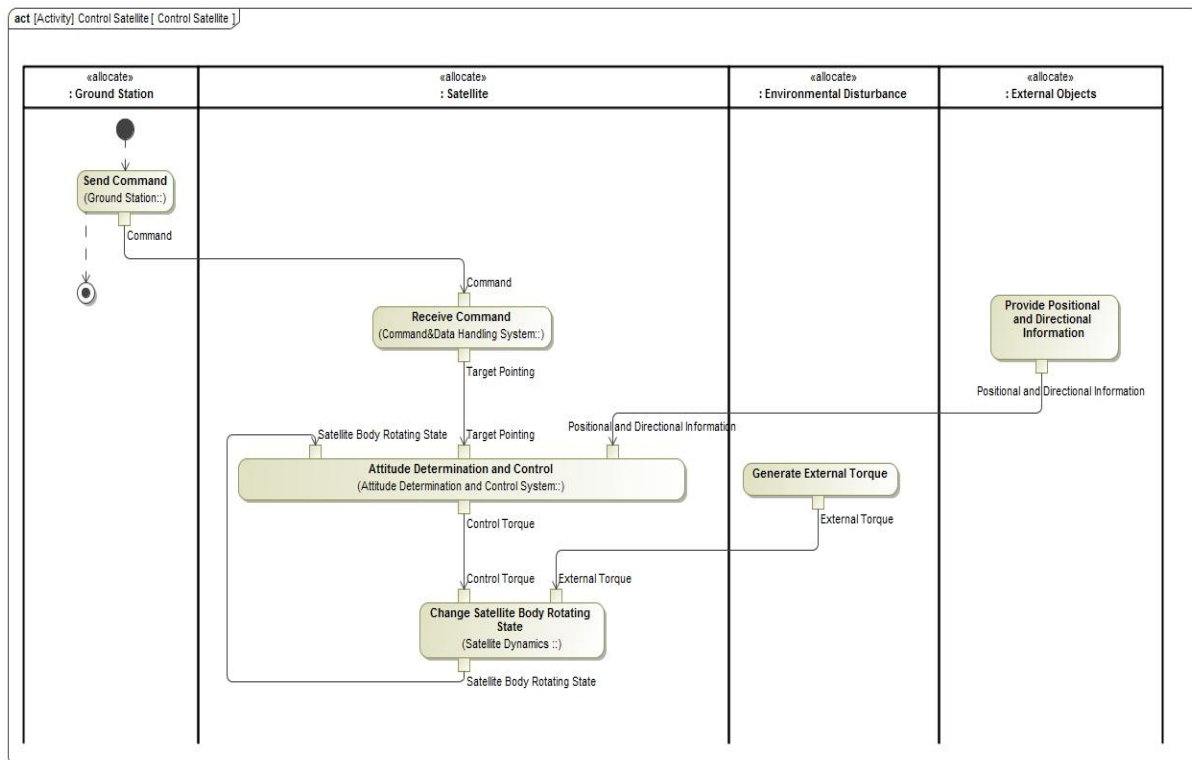 act [Activity] Control Satellite [ Control Satellite ]
«allocate»
: Ground Station
«allocate»
: Satellite
«allocate»
: Environmental Disturbance
«allocate»
: External Objects
Send Command
(Ground Station::)
Command
Command
Receive Command
(Command&Data Handling System::)
Target Pointing
Provide Positional
and Directional
Information
Positional and Directional Information
Satellite Body Rotating State
Target Pointing
Positional and Directional Information
Attitude Determination and Control
(Attitude Determination and Control System::)
Control Torque
Generate External Torque
External Torque
Control Torque
External Torque
Change Satellite Body Rotating
State
(Satellite Dynamics ::)
Satellite Body Rotating State